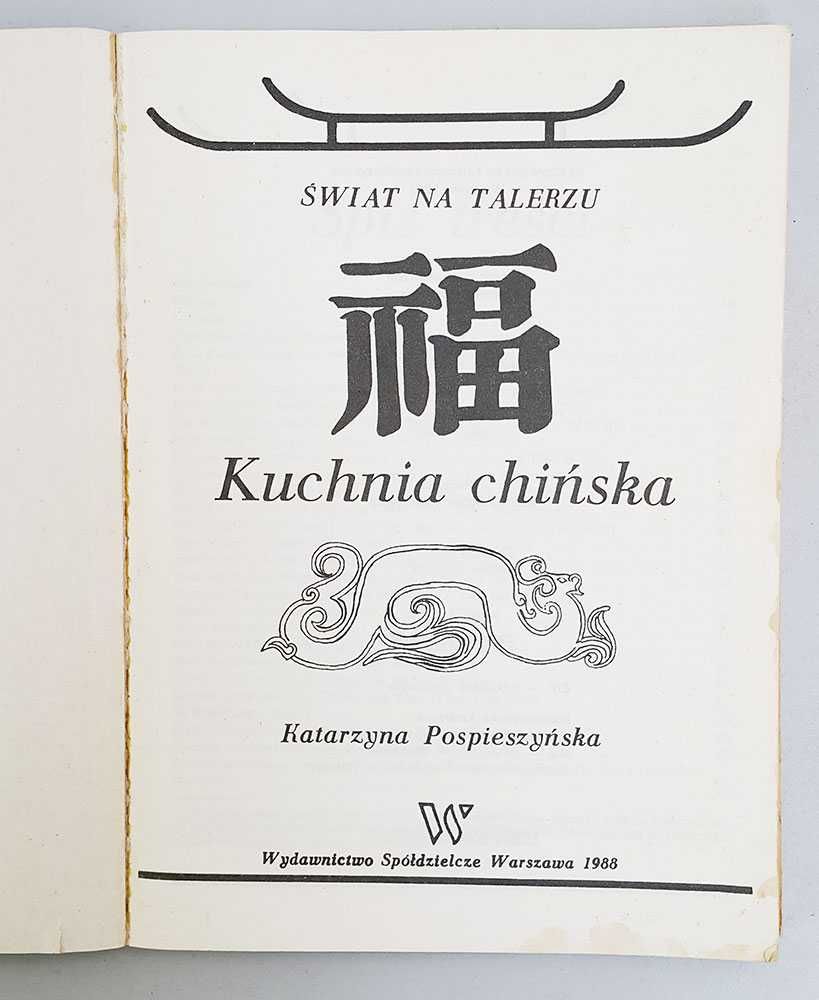 ŚWIAT NA TALERZU
福
Kuchnia chińska
Katarzyna Pospieszyńska
W
Wydawnictwo Spółdzielcze Warszawa 1988